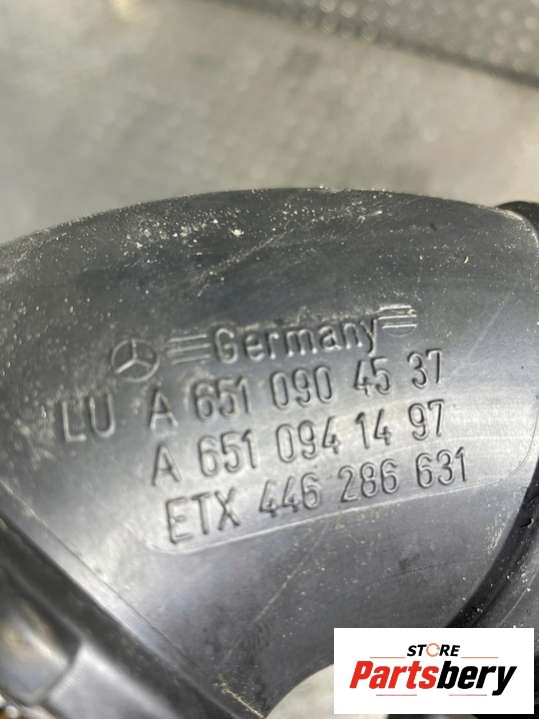 Germany
LU A 651 090 45 37
A 651 094 14 97
ETX 446 286 631
STORE
Partsbery